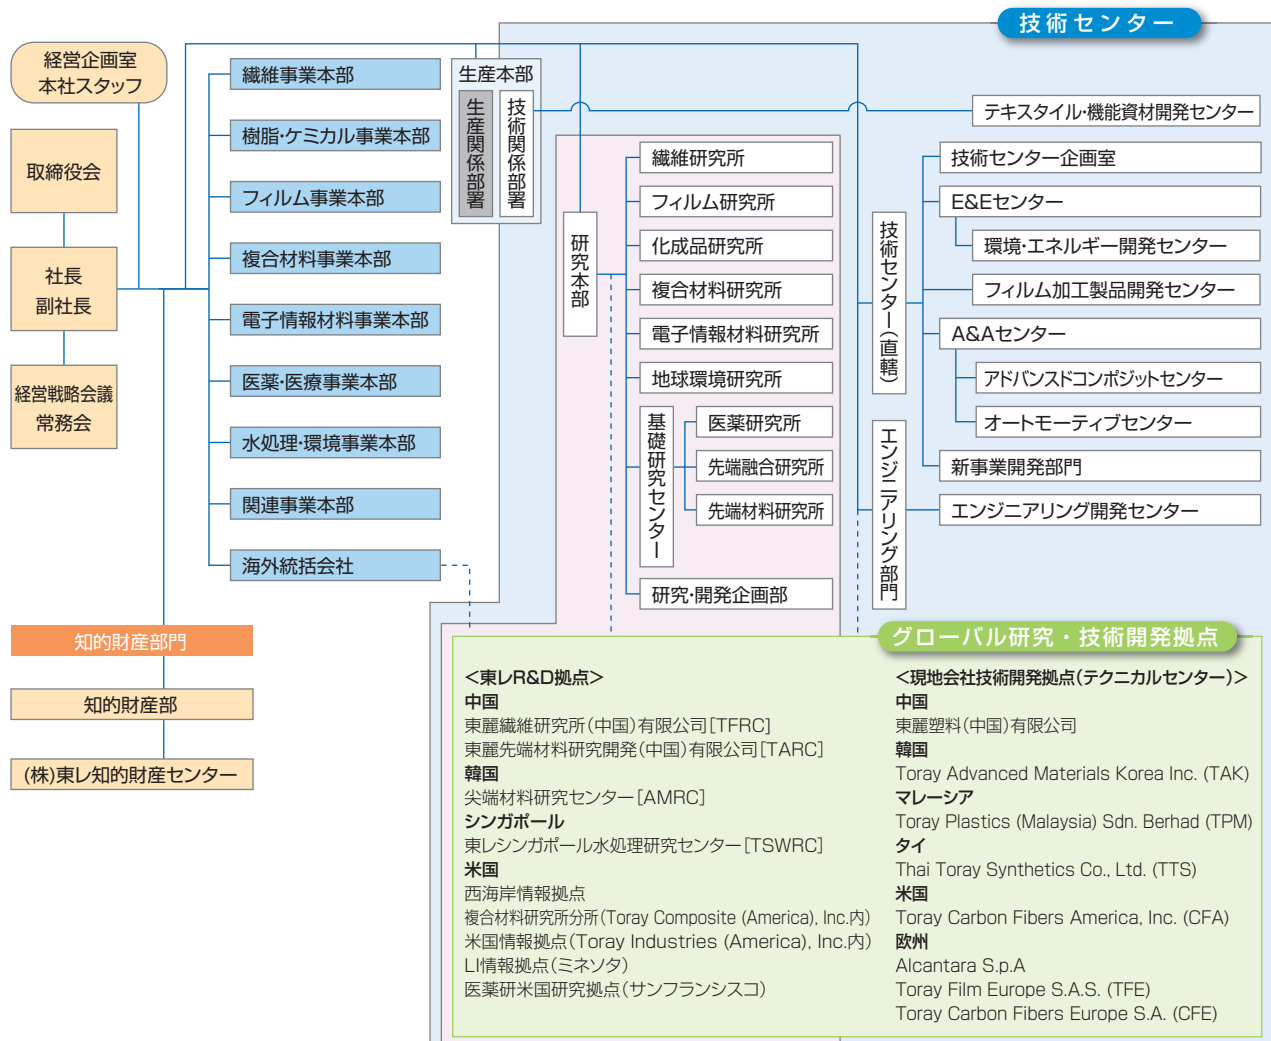 技術センター
経営企画室
本社スタッフ
取締役会
社長
副社長
経営戦略会議
常務会
繊維事業本部
樹脂・ケミカル事業本部
フィルム事業本部
複合材料事業本部
電子情報材料事業本部
医薬・医療事業本部
水処理・環境事業本部
関連事業本部
海外統括会社
知的財産部門
知的財産部
(株)東レ知的財産センター
生産本部
生産関係部署
技術関係部署
研究本部
繊維研究所
フィルム研究所
化成品研究所
複合材料研究所
電子情報材料研究所
地球環境研究所
基礎研究センター
医薬研究所
先端融合研究所
先端材料研究所
研究・開発企画部
テキスタイル・機能資材開発センター
技術センター(直轄)
技術センター企画室
E&Eセンター
環境・エネルギー開発センター
フィルム加工製品開発センター
A&Aセンター
アドバンスドコンポジットセンター
オートモーティブセンター
新事業開発部門
エンジニアリング部門
エンジニアリング開発センター
グローバル研究・技術開発拠点
<東レR&D拠点>
中国
東麗繊維研究所(中国)有限公司[TFRC]
東麗先端材料研究開発(中国)有限公司[TARC]
韓国
尖端材料研究センター[AMRC]
シンガポール
東レシンガポール水処理研究センター[TSWRC]
米国
西海岸情報拠点
複合材料研究所分所(Toray Composite (America), Inc.内)
米国情報拠点(Toray Industries (America), Inc.内)
LI情報拠点(ミネソタ)
医薬研米国研究拠点(サンフランシスコ)
<現地会社技術開発拠点(テクニカルセンター)>
中国
東麗塑料(中国)有限公司
韓国
Toray Advanced Materials Korea Inc. (TAK)
マレーシア
Toray Plastics (Malaysia) Sdn. Berhad (TPM)
タイ
Thai Toray Synthetics Co., Ltd. (TTS)
米国
Toray Carbon Fibers America, Inc. (CFA)
欧州
Alcantara S.p.A
Toray Film Europe S.A.S. (TFE)
Toray Carbon Fibers Europe S.A. (CFE)